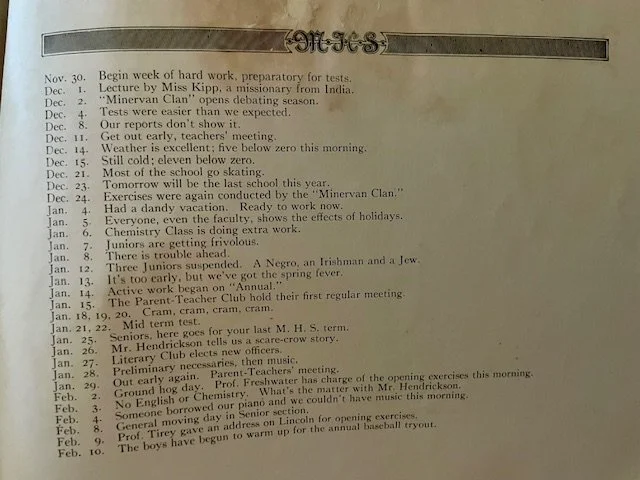 M.H.S
Nov. 30. Begin week of hard work, preparatory for tests.
Dec. 1. Lecture by Miss Kipp, a missionary from India.
Dec. 2. "Minervan Clan" opens debating season.
Dec. 4. Tests were easier than we expected.
Dec. 8. Our reports don't show it.
Dec. 11. Get out early, teachers' meeting.
Dec. 14. Weather is excellent; five below zero this morning.
Dec. 15. Still cold; eleven below zero.
Dec. 21. Most of the school go skating.
Dec. 23. Tomorrow will be the last school this year.
Dec. 24. Exercises were again conducted by the "Minervan Clan."
Jan. 4. Had a dandy vacation. Ready to work now.
Jan. 5. Everyone, even the faculty, shows the effects of holidays.
Jan. 6. Chemistry Class is doing extra work.
Jan. 7. Juniors are getting frivolous.
Jan. 8. There is trouble ahead.
Jan. 12. Three Juniors suspended. A Negro, an Irishman and a Jew.
Jan. 13. It's too early, but we've got the spring fever.
Jan. 14. Active work began on "Annual."
Jan. 15. The Parent-Teacher Club hold their first regular meeting.
Jan. 18, 19, 20. Cram, cram, cram, cram.
Jan. 21, 22. Mid term test.
Jan. 25. Seniors, here goes for your last M. H. S. term.
Jan. 26. Mr. Hendrickson tells us a scare-crow story.
Jan. 27. Literary Club elects new officers.
Jan. 28. Preliminary necessaries, then music.
Jan. 29. Out early again. Parent-Teachers' meeting.
Feb. 2. Ground hog day. Prof. Freshwater has charge of the opening exercises this morning.
Feb. 3. No English or Chemistry. What's the matter with Mr. Hendrickson.
Feb. 4. Someone borrowed our piano and we couldn't have music this morning.
Feb. 8. General moving day in Senior section.
Feb. 9. Prof. Tirey gave an address on Lincoln for opening exercises.
Feb. 10. The boys have begun to warm up for the annual baseball tryout.